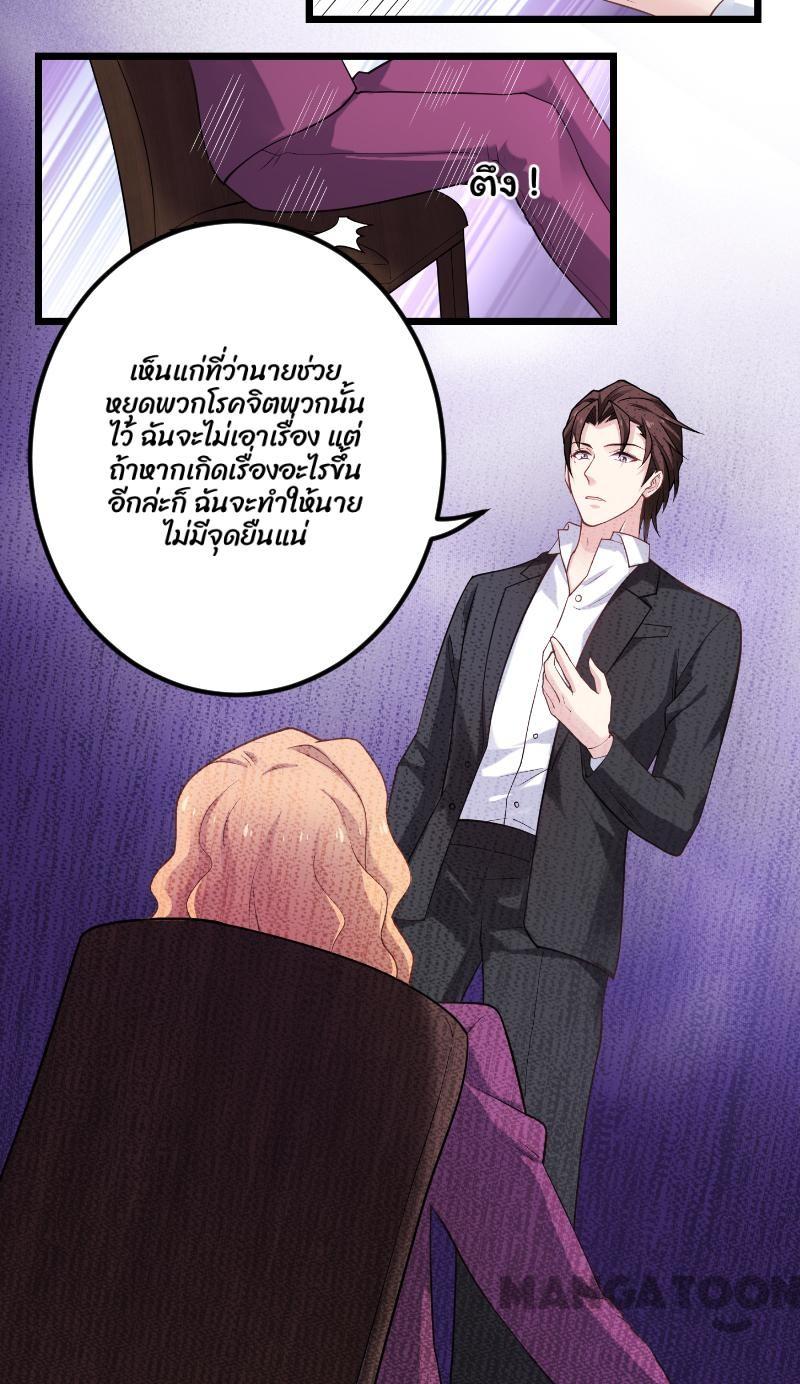 ตึง !
เห็นแก่ที่ว่านายช่วย
หยุดพวกโรคจิตพวกนั้น
ไว้ ฉันจะไม่เอาเรื่อง แต่
ถ้าหากเกิดเรื่องอะไรขึ้น
อีกล่ะก็ ฉันจะทำให้นาย
ไม่มีจุดยืนแน่
MANGATOON